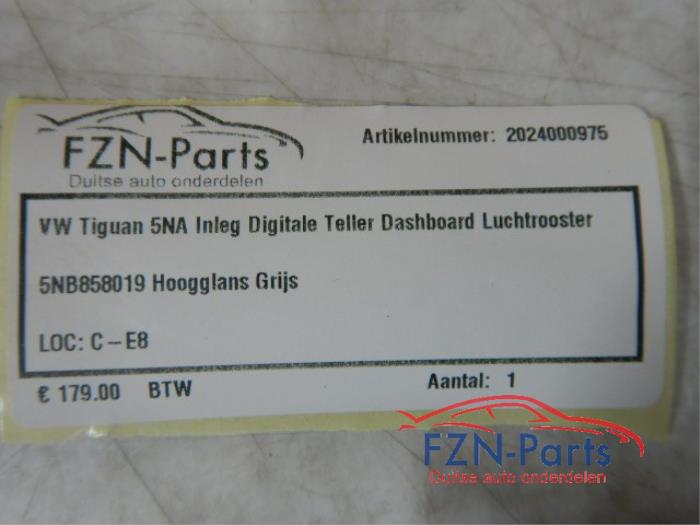 FZN-Parts
Duitse auto onderdelen
Artikelnummer: 2024000975
VW Tiguan 5NA Inleg Digitale Teller Dashboard Luchtrooster
5NB858019 Hoogglans Grijs
LOC: C - E8
€ 179.00 BTW
Aantal: 1
FZN-Parts
Duitse auto onderdelen